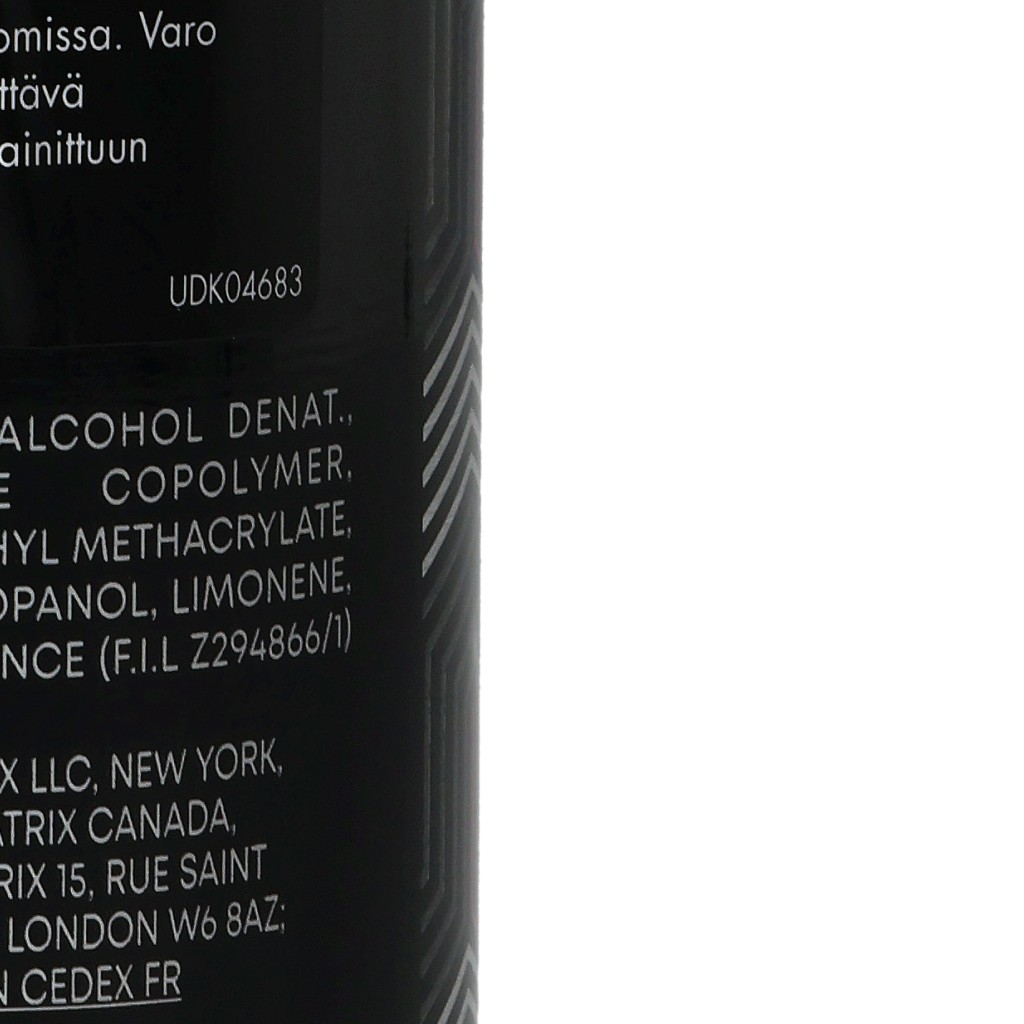 omissa. Varo
ttävä
ainittuun
UDK04683
ALCOHOL DENAT.,
E COPOLYMER,
HYL METHACRYLATE,
OPANOL, LIMONENE,
NCE (F.I.L Z294866/1)
X LLC, NEW YORK,
ATRIX CANADA,
RIX 15, RUE SAINT
LONDON W6 8AZ;
N CEDEX FR